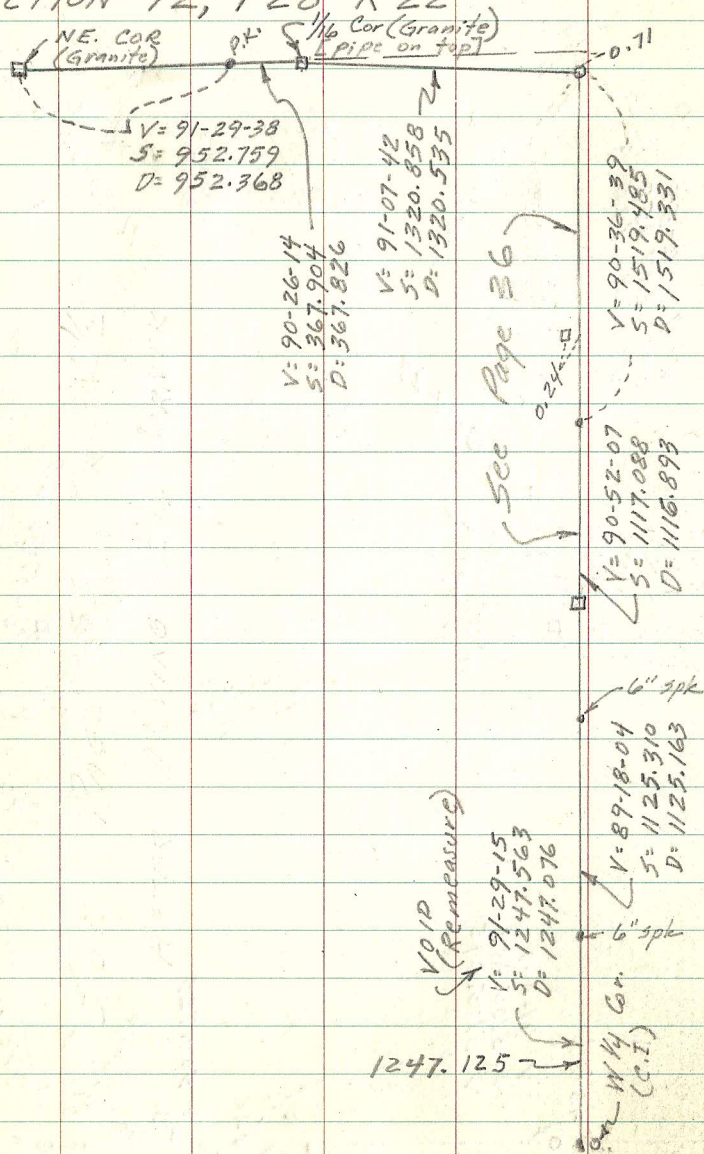 T28 R22
NE. COR
(Granite)
P.t.
1/16 Cor (Granite)
[pipe on top]
0.71
V= 91-29-38
S= 952.759
D= 952.368
V= 90-26-14
S= 367.904
D= 367.826
V= 91-07-42
S= 1320.858
D= 1320.535
See Page 36
0.24
V= 90-36-39
S= 1519.485
D= 1519.331
V= 90-52-07
S= 1117.088
D= 1116.893
6" spk
V= 89-18-04
S= 1125.310
D= 1125.163
6" spk
VOID
(Remeasure)
V= 91-29-15
S= 1247.563
D= 1247.076
1247.125
W 1/4 Cor.
(C.I.)